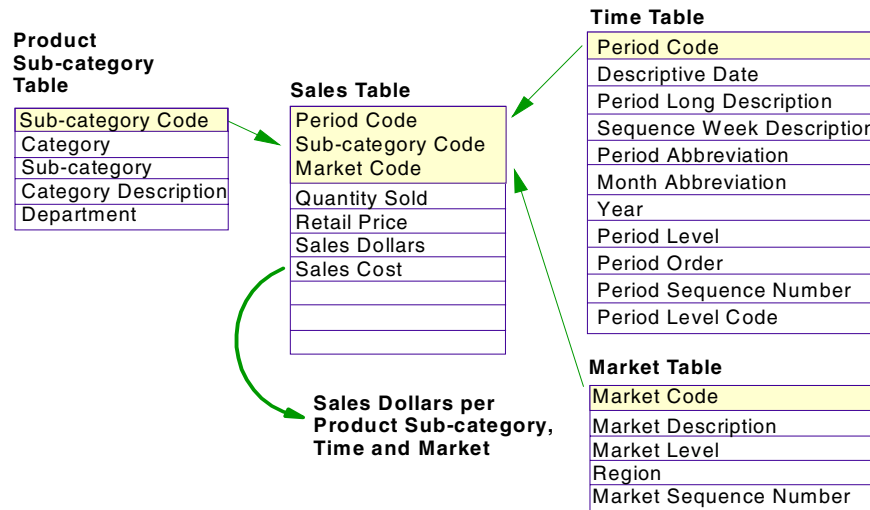 Product
Sub-category
Table
Sub-category Code
Category
Sub-category
Category Description
Department
Sales Table
Period Code
Sub-category Code
Market Code
Quantity Sold
Retail Price
Sales Dollars
Sales Cost
Sales Dollars per
Product Sub-category,
Time and Market
Time Table
Period Code
Descriptive Date
Period Long Description
Sequence Week Description
Period Abbreviation
Month Abbreviation
Year
Period Level
Period Order
Period Sequence Number
Period Level Code
Market Table
Market Code
Market Description
Market Level
Region
Market Sequence Number